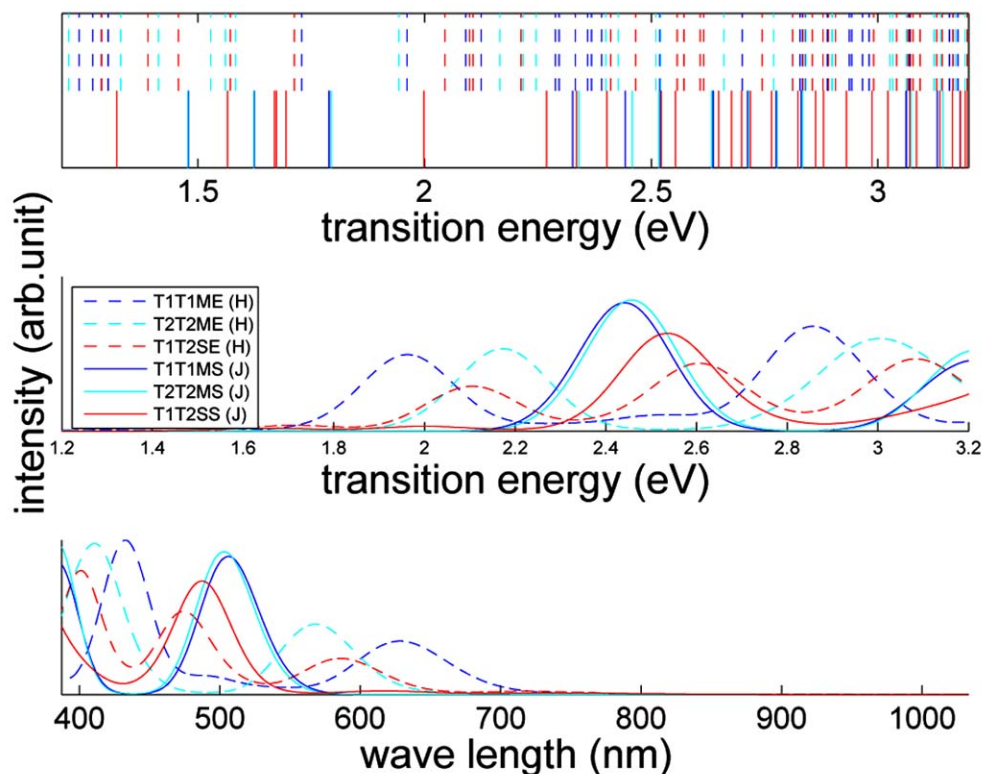 1.5 2 2.5 3
transition energy (eV)
intensity (arb.unit)
T1T1ME (H)
T2T2ME (H)
T1T2SE (H)
T1T1MS (J)
T2T2MS (J)
T1T2SS (J)
1.2 1.4 1.6 1.8 2 2.2 2.4 2.6 2.8 3 3.2
transition energy (eV)
400 500 600 700 800 900 1000
wave length (nm)